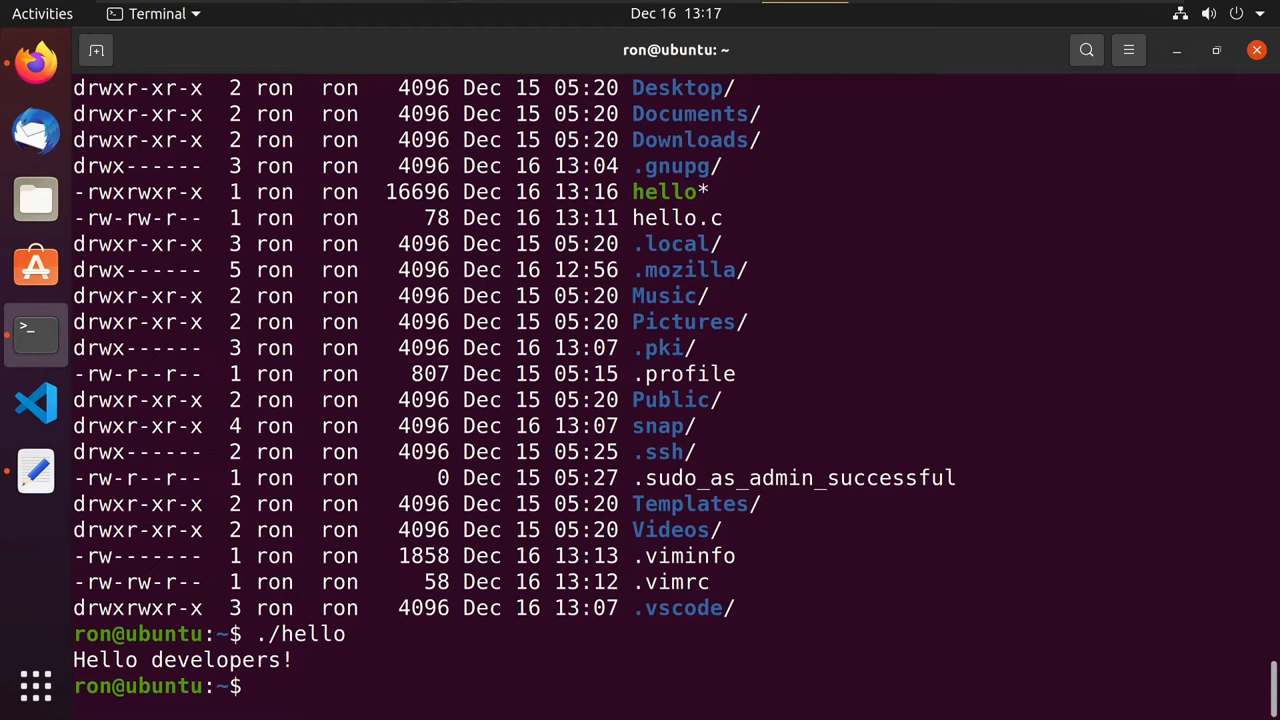 Activities Terminal Dec 16 13:17
ron@ubuntu: ~
drwxr-xr-x 2 ron ron 4096 Dec 15 05:20 Desktop/
drwxr-xr-x 2 ron ron 4096 Dec 15 05:20 Documents/
drwxr-xr-x 2 ron ron 4096 Dec 15 05:20 Downloads/
drwx------ 3 ron ron 4096 Dec 16 13:04 .gnupg/
-rwxrwxr-x 1 ron ron 16696 Dec 16 13:16 hello*
-rw-rw-r-- 1 ron ron 78 Dec 16 13:11 hello.c
drwxr-xr-x 3 ron ron 4096 Dec 15 05:20 .local/
drwx------ 5 ron ron 4096 Dec 16 12:56 .mozilla/
drwxr-xr-x 2 ron ron 4096 Dec 15 05:20 Music/
drwxr-xr-x 2 ron ron 4096 Dec 15 05:20 Pictures/
drwx------ 3 ron ron 4096 Dec 16 13:07 .pki/
-rw-r--r-- 1 ron ron 807 Dec 15 05:15 .profile
drwxr-xr-x 2 ron ron 4096 Dec 15 05:20 Public/
drwxr-xr-x 4 ron ron 4096 Dec 16 13:07 snap/
drwx------ 2 ron ron 4096 Dec 15 05:25 .ssh/
-rw-r--r-- 1 ron ron 0 Dec 15 05:27 .sudo_as_admin_successful
drwxr-xr-x 2 ron ron 4096 Dec 15 05:20 Templates/
drwxr-xr-x 2 ron ron 4096 Dec 15 05:20 Videos/
-rw------- 1 ron ron 1858 Dec 16 13:13 .viminfo
-rw-rw-r-- 1 ron ron 58 Dec 16 13:12 .vimrc
drwxrwxr-x 3 ron ron 4096 Dec 16 13:07 .vscode/
ron@ubuntu:~$ ./hello
Hello developers!
ron@ubuntu:~$